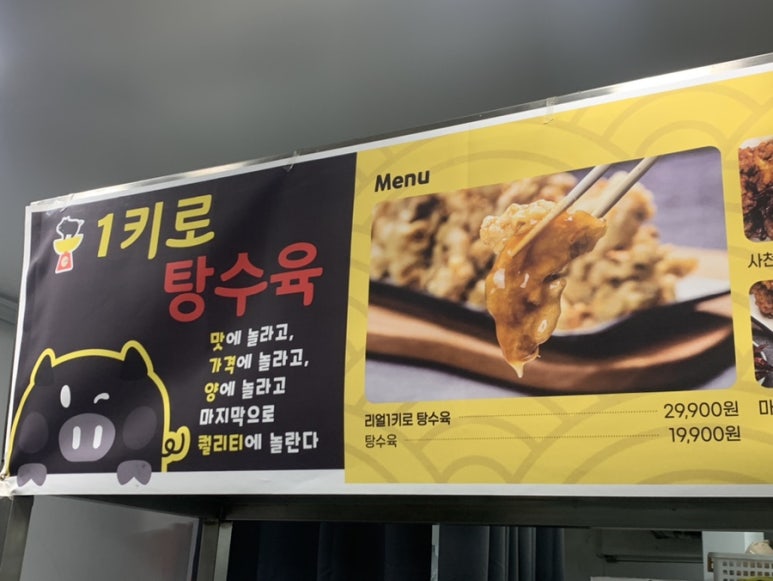 1키로
탕수육
맛에 놀라고,
가격에 놀라고,
양에 놀라고
마지막으로
퀄리티에 놀란다
Menu
리얼1키로 탕수육 29,900원
탕수육 19,900원
사천